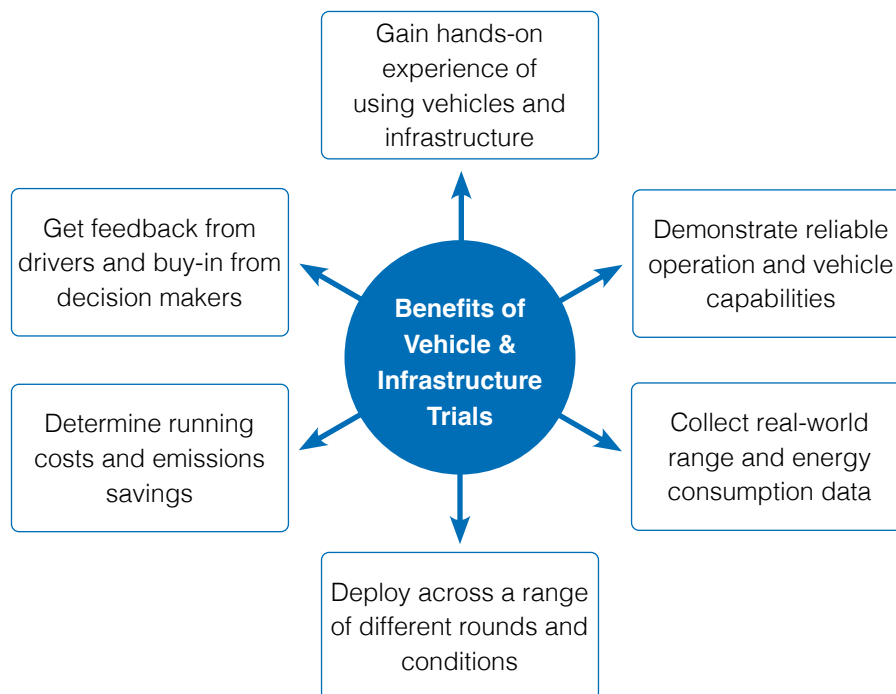 Gain hands-on
experience of
using vehicles and
infrastructure
Get feedback from
drivers and buy-in from
decision makers
Demonstrate reliable
operation and vehicle
capabilities
Benefits of
Vehicle &
Infrastructure
Trials
Determine running
costs and emissions
savings
Collect real-world
range and energy
consumption data
Deploy across a range
of different rounds and
conditions